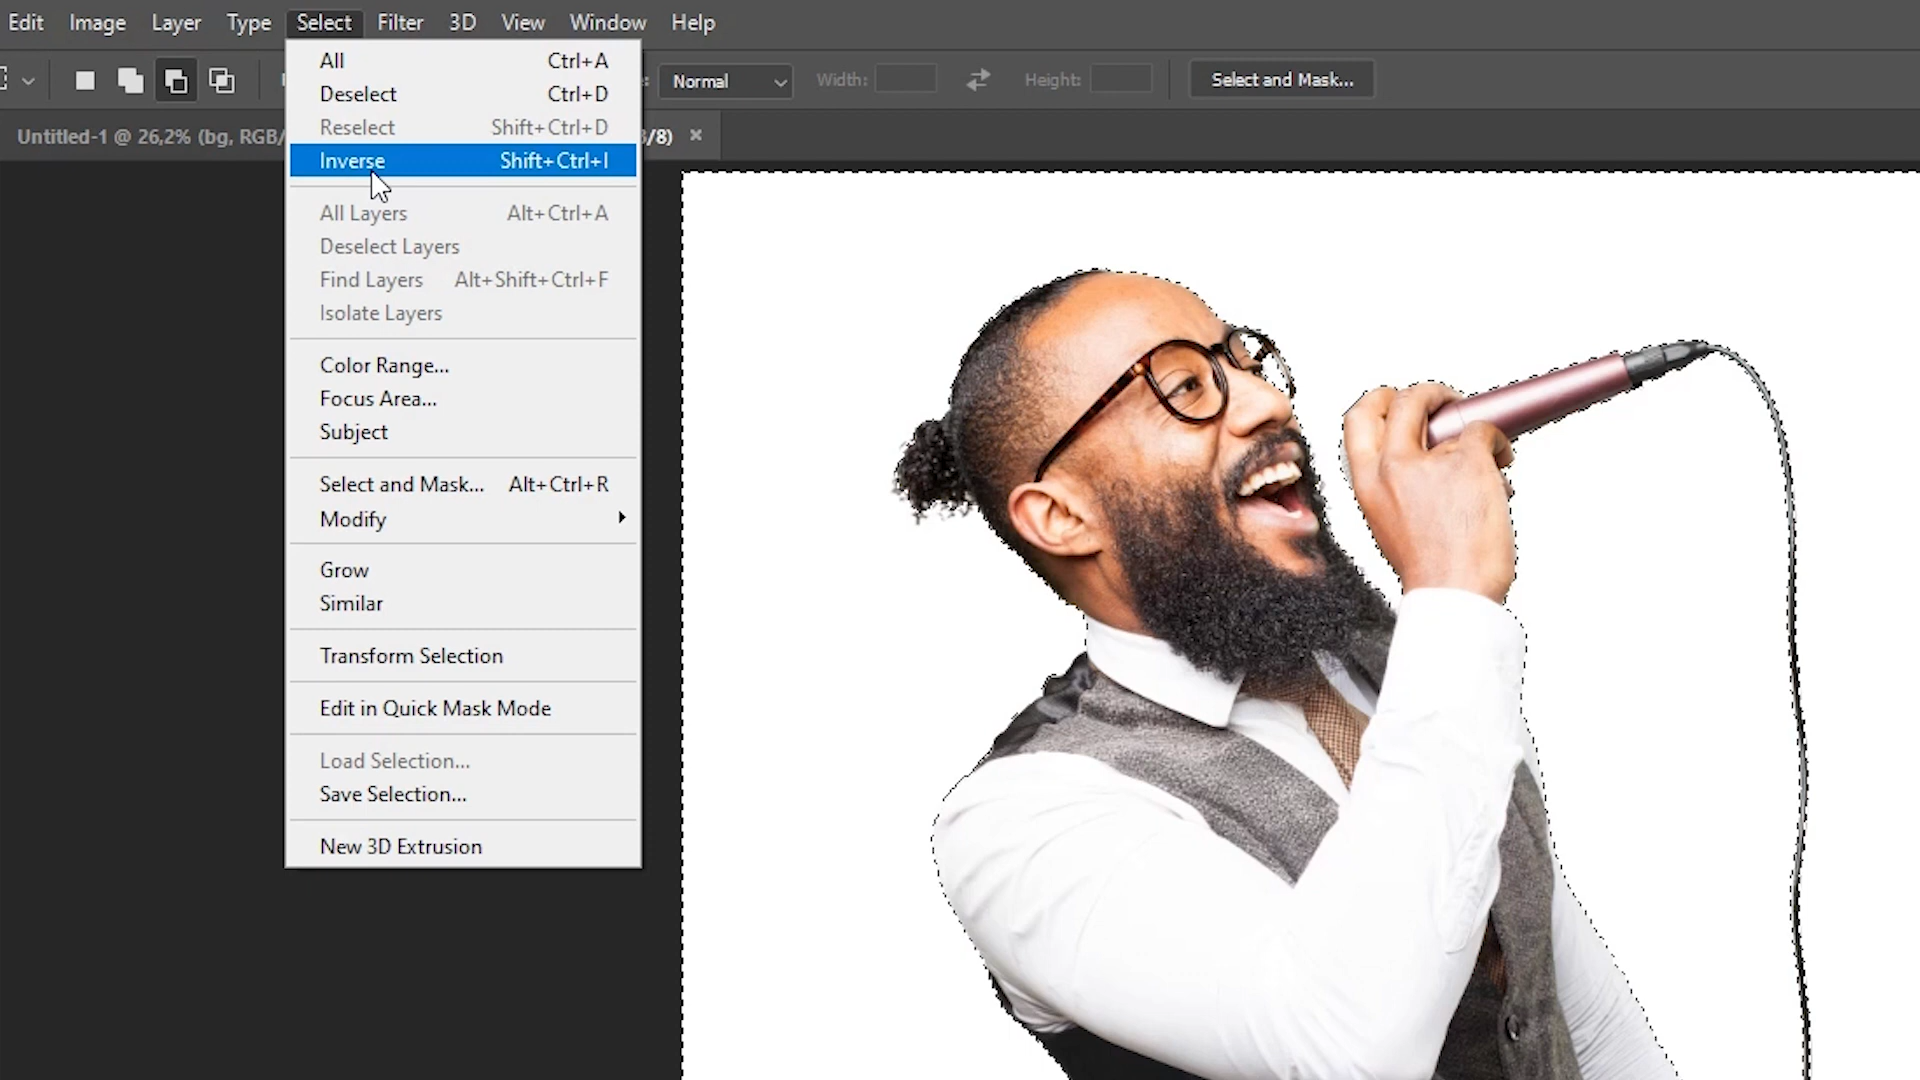 Edit Image Layer Type Select Filter 3D View Window Help
Normal Width: Height: Select and Mask...
Untitled-1 @ 26,2% (bg, RGB/ /8) ×
All Ctrl+A
Deselect Ctrl+D
Reselect Shift+Ctrl+D
Inverse Shift+Ctrl+I
All Layers Alt+Ctrl+A
Deselect Layers
Find Layers Alt+Shift+Ctrl+F
Isolate Layers
Color Range...
Focus Area...
Subject
Select and Mask... Alt+Ctrl+R
Modify
Grow
Similar
Transform Selection
Edit in Quick Mask Mode
Load Selection...
Save Selection...
New 3D Extrusion